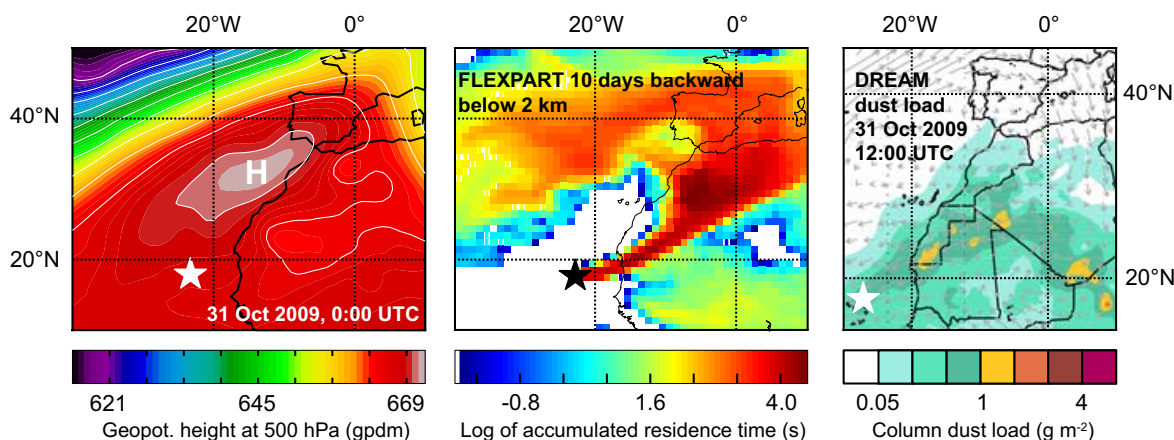 20°W 0° 20°W 0° 20°W 0°
40°N
20°N
H
31 Oct 2009, 0:00 UTC
FLEXPART 10 days backward
below 2 km
DREAM
dust load
31 Oct 2009
12:00 UTC
40°N
20°N
621 645 669
Geopot. height at 500 hPa (gpdm)
-0.8 1.6 4.0
Log of accumulated residence time (s)
0.05 1 4
Column dust load (g m⁻²)